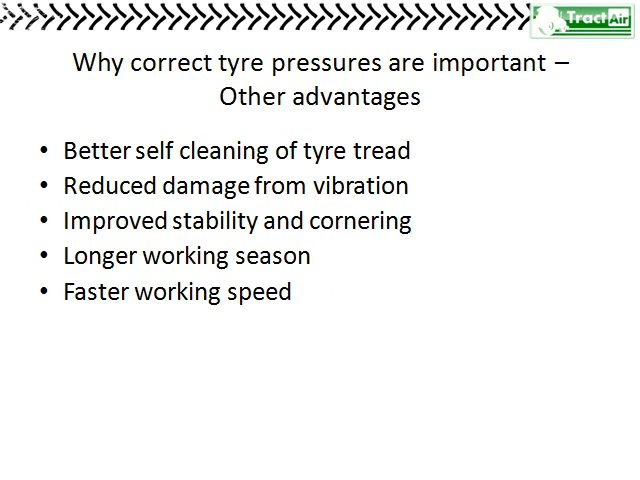 TractAir
Why correct tyre pressures are important –
Other advantages
• Better self cleaning of tyre tread
• Reduced damage from vibration
• Improved stability and cornering
• Longer working season
• Faster working speed